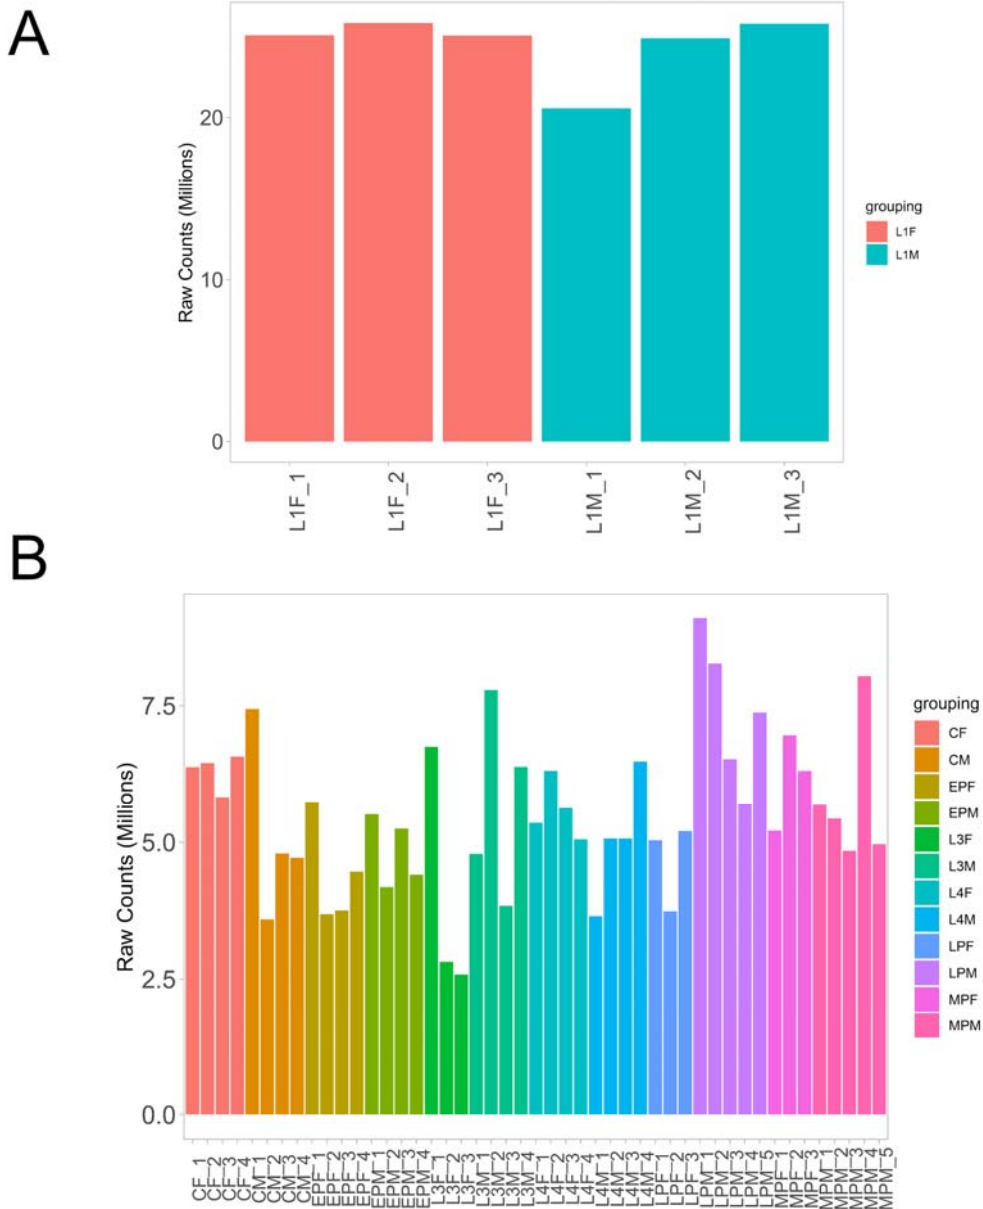 A
Raw Counts (Millions)
20
10
0
L1F_1
L1F_2
L1F_3
L1M_1
L1M_2
L1M_3
grouping
L1F
L1M
B
Raw Counts (Millions)
7.5
5.0
2.5
0.0
CF_1
CF_2
CF_3
CF_4
CM_1
CM_2
CM_3
CM_4
EPF_1
EPF_2
EPF_3
EPF_4
EPM_1
EPM_2
EPM_3
EPM_4
L3F_1
L3F_2
L3F_3
L3M_1
L3M_2
L3M_3
L3M_4
L4F_1
L4F_2
L4F_3
L4F_4
L4M_1
L4M_2
L4M_3
L4M_4
LPF_1
LPF_2
LPF_3
LPM_1
LPM_2
LPM_3
LPM_4
LPM_5
MPF_1
MPF_2
MPF_3
MPM_1
MPM_2
MPM_3
MPM_4
MPM_5
grouping
CF
CM
EPF
EPM
L3F
L3M
L4F
L4M
LPF
LPM
MPF
MPM